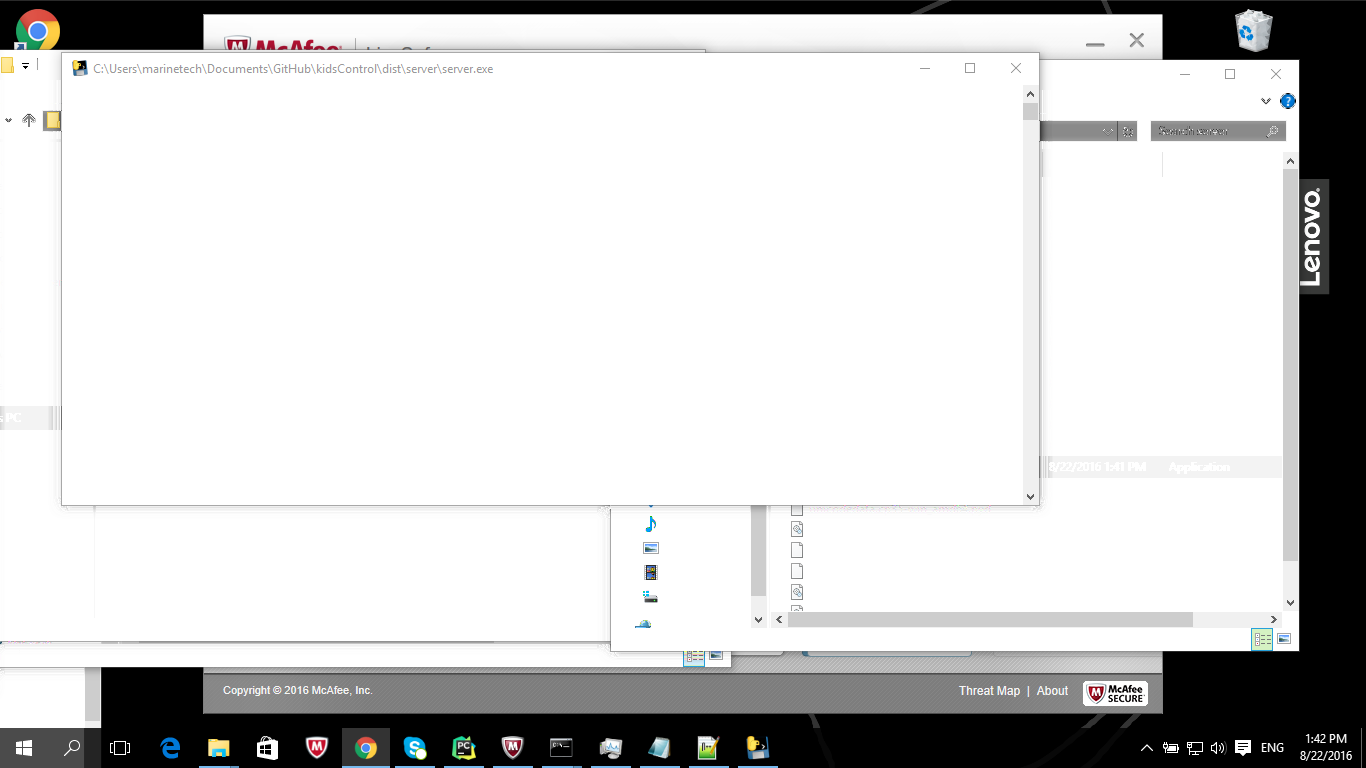 McAfee
C:\Users\marinetech\Documents\GitHub\kidsControl\dist\server\server.exe
Lenovo.
PC
8/22/2016 1:41 PM Application
Copyright © 2016 McAfee, Inc.
Threat Map | About
McAfee
SECURE
ENG
1:42 PM
8/22/2016